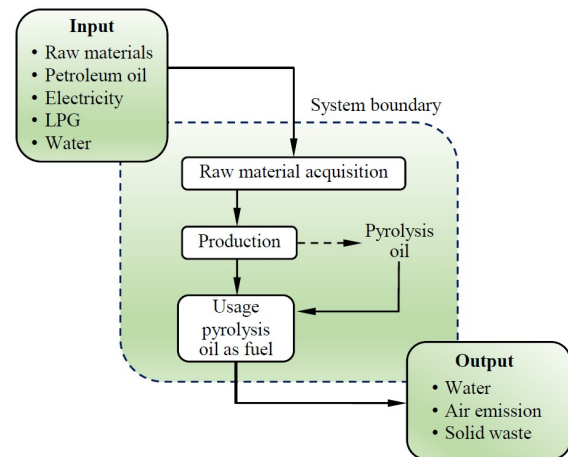 Input
• Raw materials
• Petroleum oil
• Electricity
• LPG
• Water
System boundary
Raw material acquisition
Production
Pyrolysis
oil
Usage
pyrolysis
oil as fuel
Output
• Water
• Air emission
• Solid waste